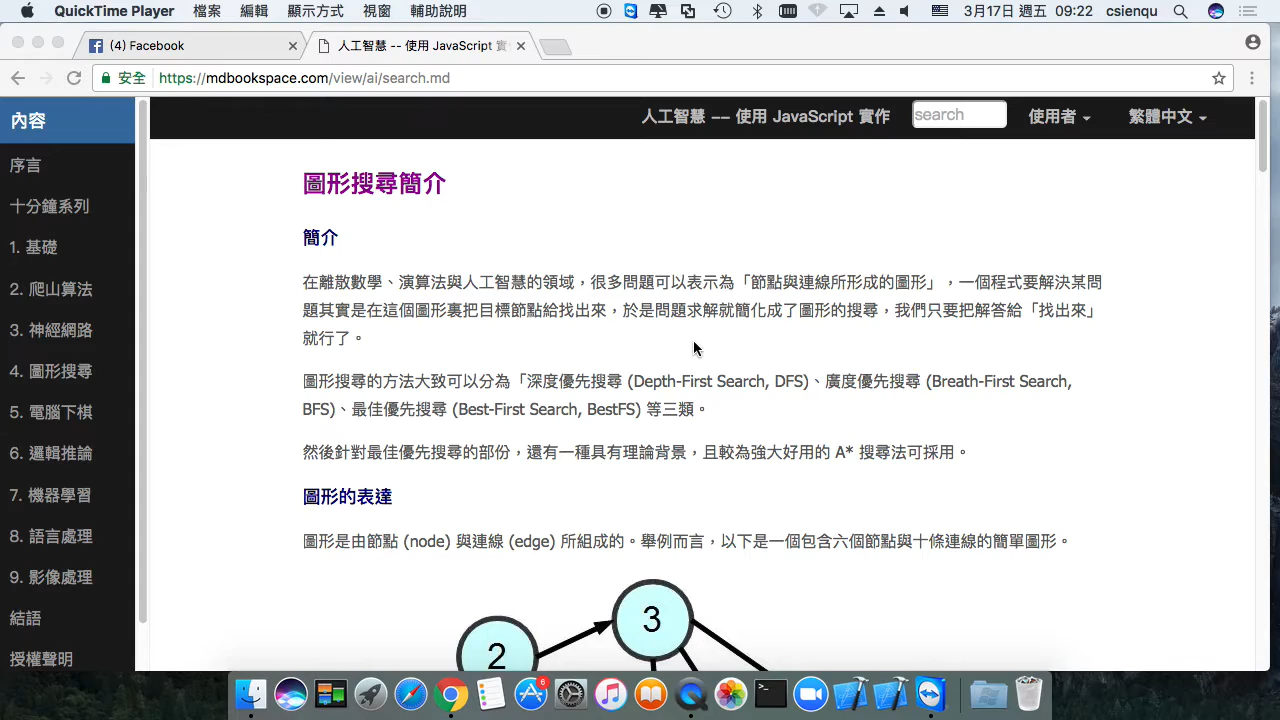 QuickTime Player 檔案 編輯 顯示方式 視窗 輔助說明 3月17日 週五 09:22 csienqu
(4) Facebook
人工智慧 -- 使用 JavaScript 實
安全 https://mdbookspace.com/view/ai/search.md
內容
人工智慧 -- 使用 JavaScript 實作 search 使用者 繁體中文
序言
十分鐘系列
1. 基礎
2. 爬山算法
3. 神經網路
4. 圖形搜尋
5. 電腦下棋
6. 邏輯推論
7. 機器學習
8. 語言處理
9. 影像處理
結語
授權聲明
圖形搜尋簡介
簡介
在離散數學、演算法與人工智慧的領域，很多問題可以表示為「節點與連線所形成的圖形」，一個程式要解決某問
題其實是在這個圖形裏把目標節點給找出來，於是問題求解就簡化成了圖形的搜尋，我們只要把解答給「找出來」
就行了。
圖形搜尋的方法大致可以分為「深度優先搜尋 (Depth-First Search, DFS)、廣度優先搜尋 (Breath-First Search,
BFS)、最佳優先搜尋 (Best-First Search, BestFS) 等三類。
然後針對最佳優先搜尋的部份，還有一種具有理論背景，且較為強大好用的 A* 搜尋法可採用。
圖形的表達
圖形是由節點 (node) 與連線 (edge) 所組成的。舉例而言，以下是一個包含六個節點與十條連線的簡單圖形。
3
2
6